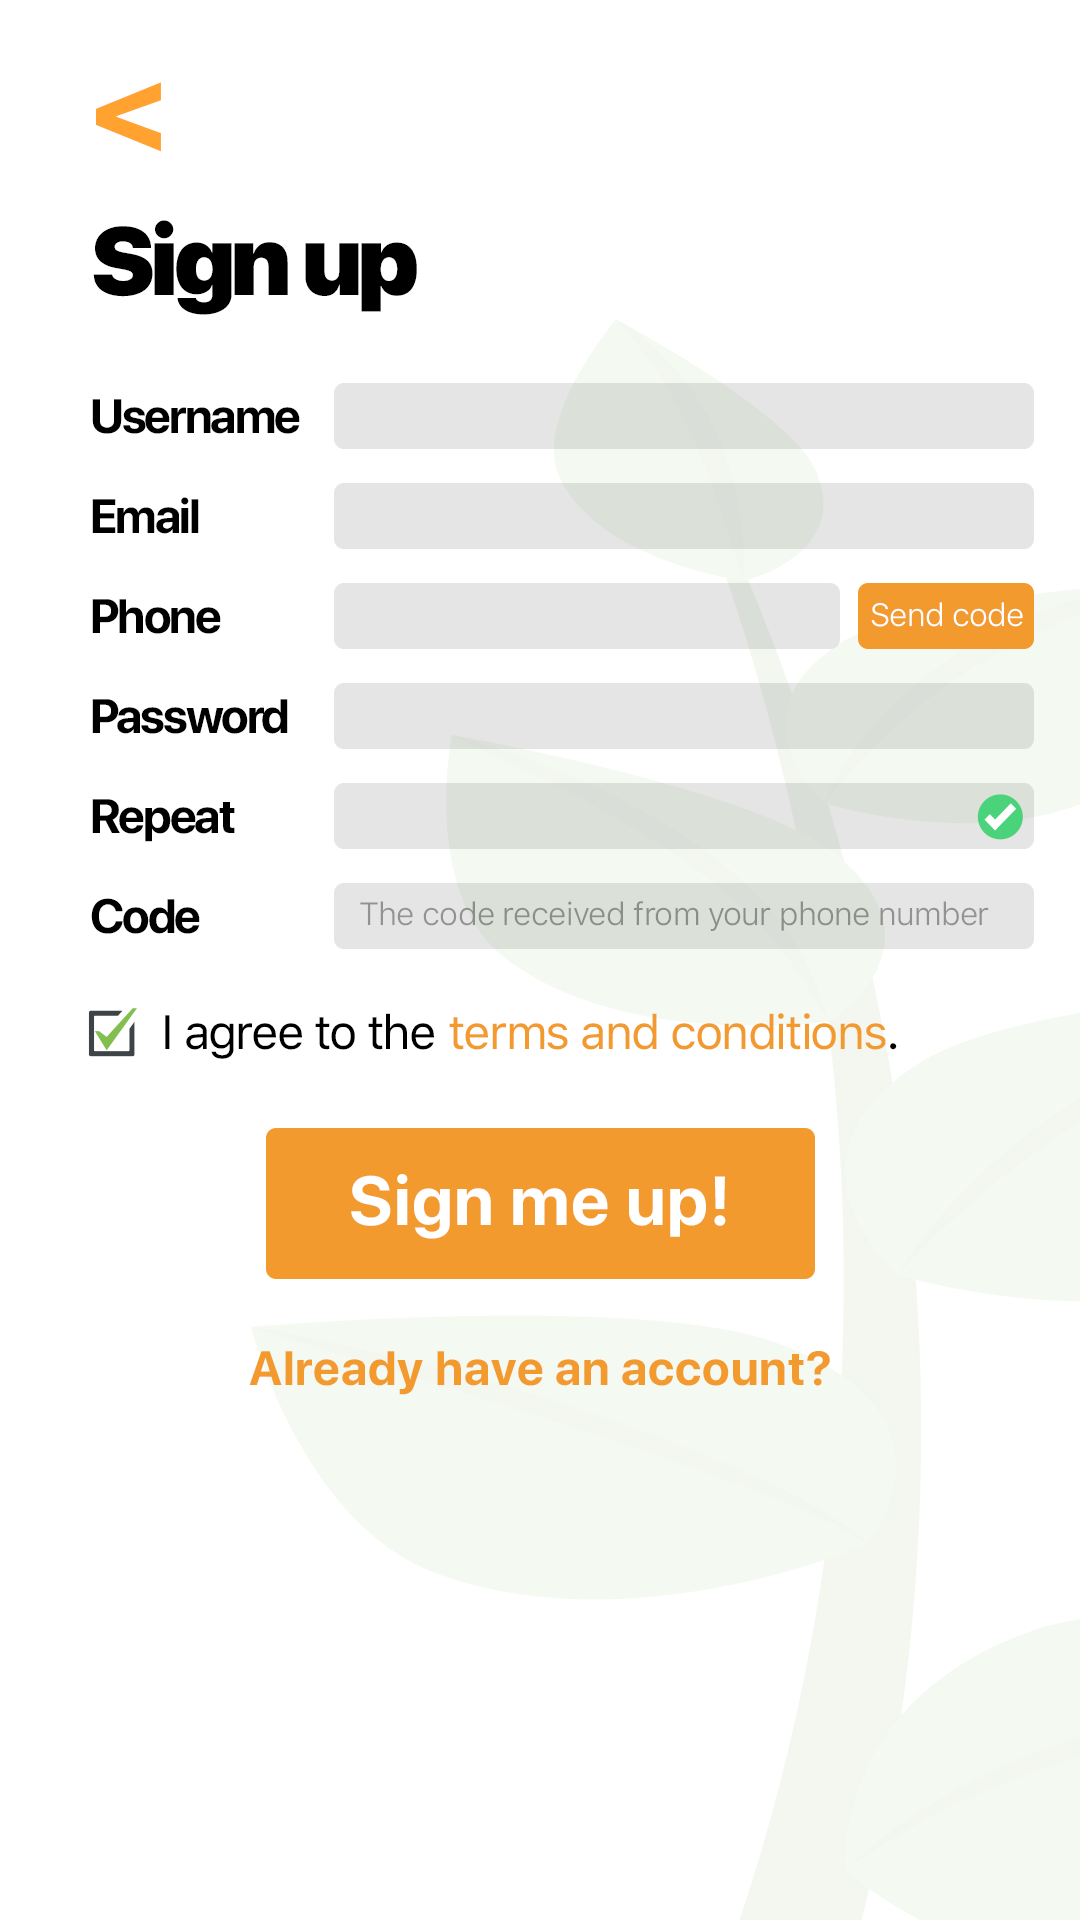 <
Sign up
Username
Email
Phone Send code
Password
Repeat
Code The code received from your phone number
I agree to the terms and conditions.
Sign me up!
Already have an account?